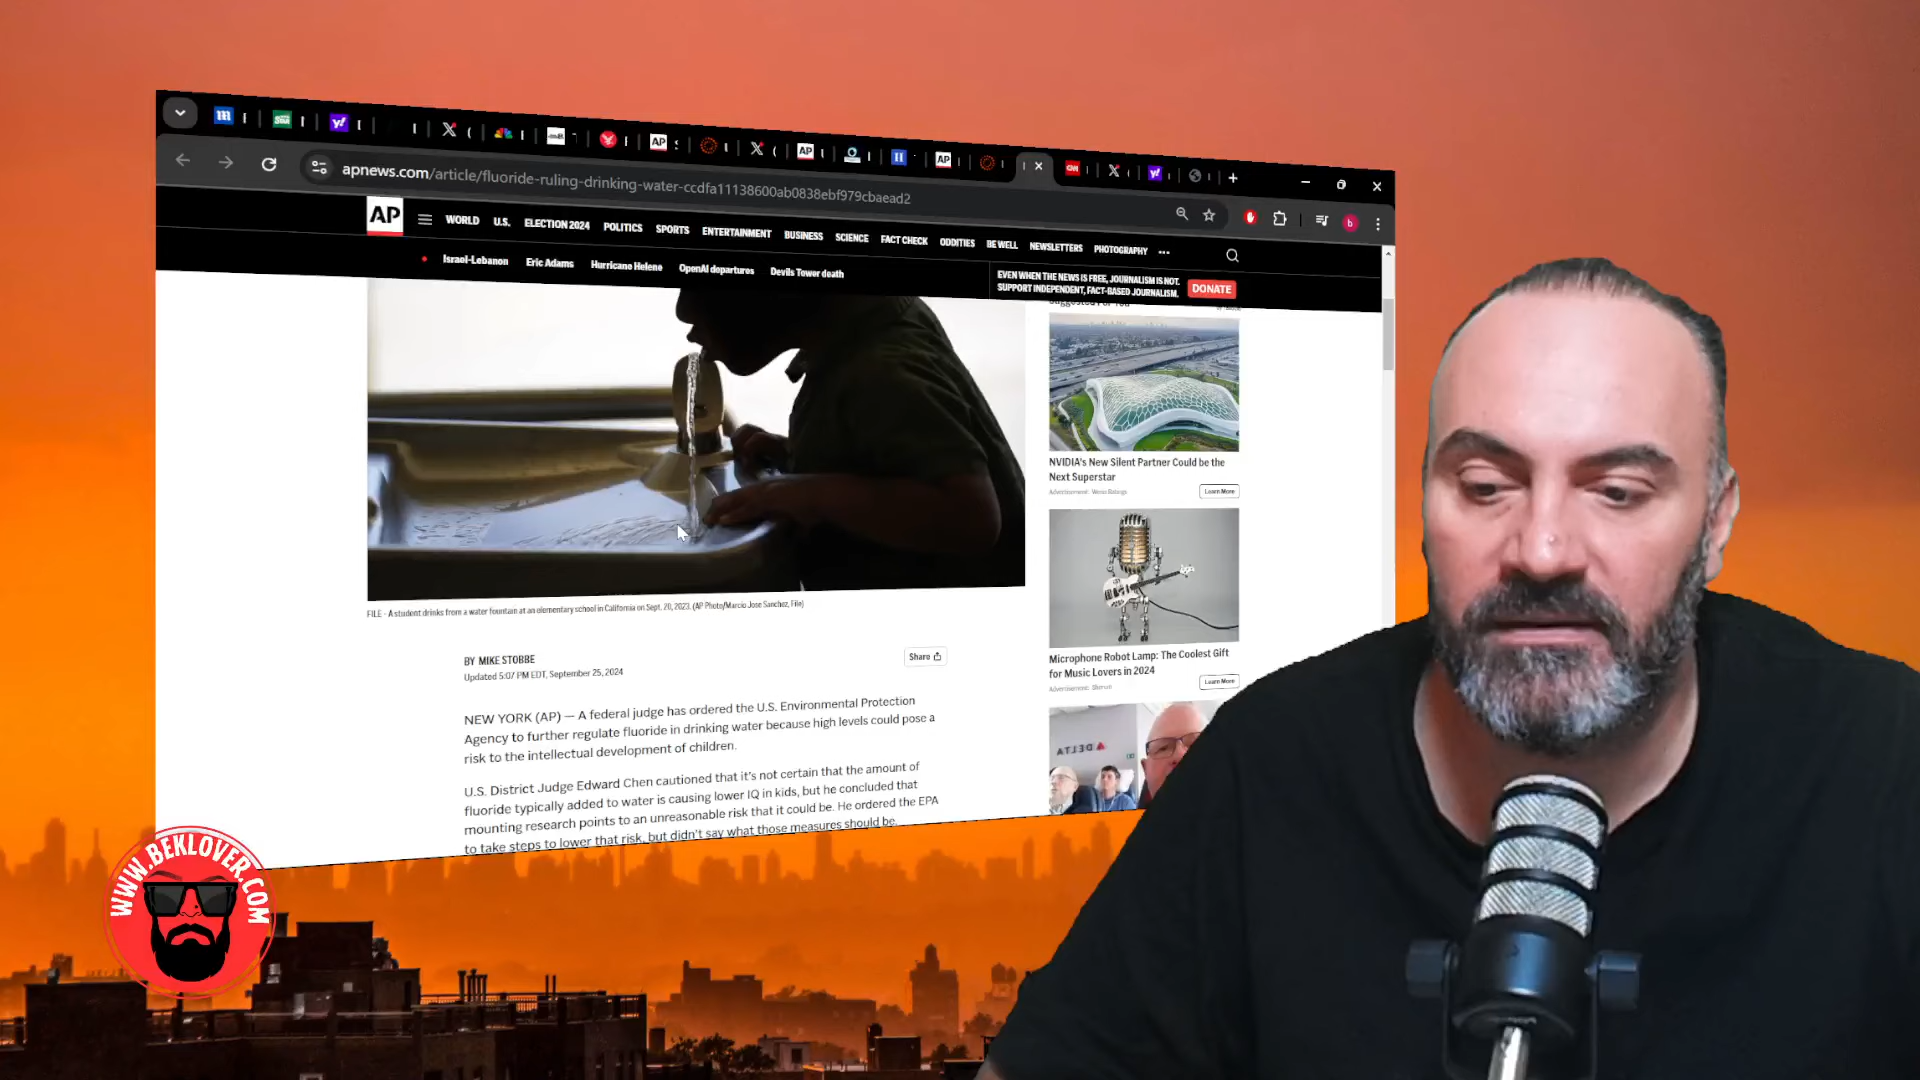 apnews.com/article/fluoride-ruling-drinking-water-ccdfa11138600ab0838ebf979cbaead2
AP
WORLD U.S. ELECTION 2024 POLITICS SPORTS ENTERTAINMENT BUSINESS SCIENCE FACT CHECK ODDITIES BE WELL NEWSLETTERS PHOTOGRAPHY ...
Israel-Lebanon Eric Adams Hurricane Helene OpenAI departures Devils Tower death
EVEN WHEN THE NEWS IS FREE, JOURNALISM IS NOT.
SUPPORT INDEPENDENT, FACT-BASED JOURNALISM.
DONATE
FILE - A student drinks from a water fountain at an elementary school in California on Sept. 20, 2023. (AP Photo/Marcio Jose Sanchez, File)
BY MIKE STOBBE
Updated 5:07 PM EDT, September 25, 2024
Share
NEW YORK (AP) — A federal judge has ordered the U.S. Environmental Protection
Agency to further regulate fluoride in drinking water because high levels could pose a
risk to the intellectual development of children.
U.S. District Judge Edward Chen cautioned that it's not certain that the amount of
fluoride typically added to water is causing lower IQ in kids, but he concluded that
mounting research points to an unreasonable risk that it could be. He ordered the EPA
to take steps to lower that risk, but didn't say what those measures should be.
NVIDIA's New Silent Partner Could be the
Next Superstar
Learn More
Microphone Robot Lamp: The Coolest Gift
for Music Lovers in 2024
Learn More
DELTA
WWW.BEKLOVER.COM